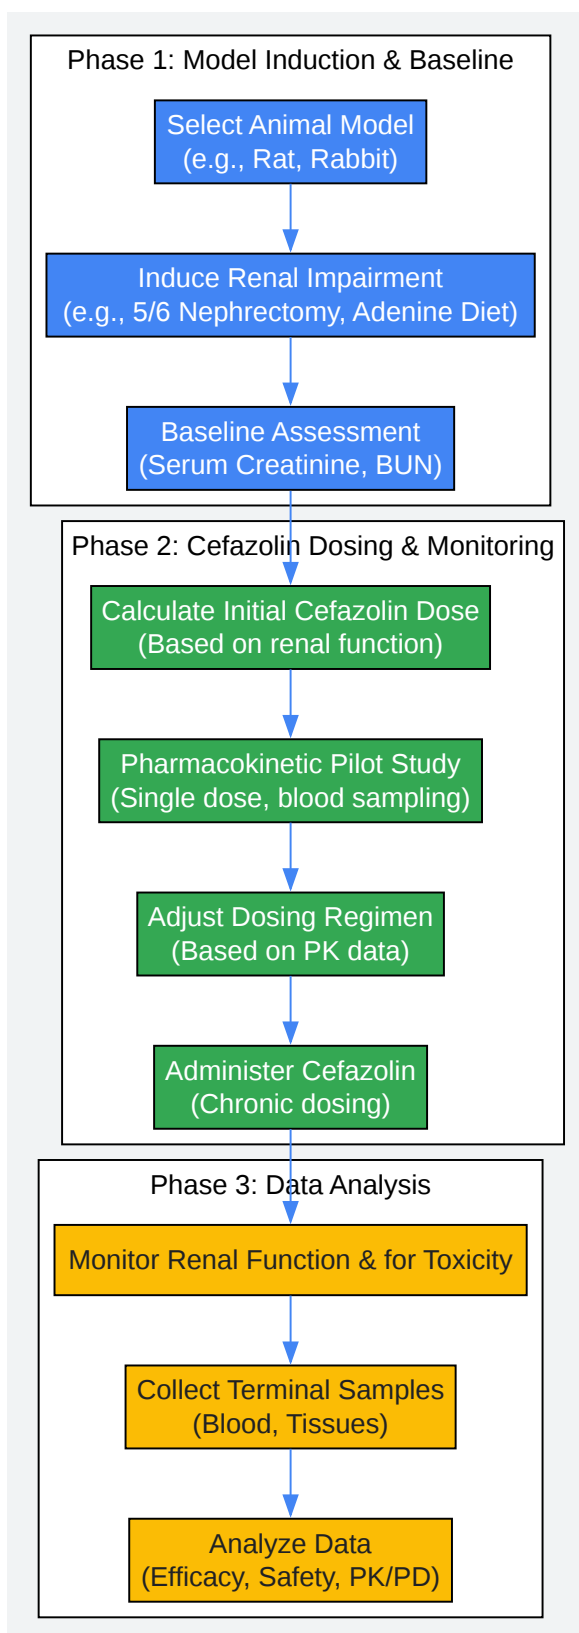 Phase 1: Model Induction & Baseline
Select Animal Model
(e.g., Rat, Rabbit)
Induce Renal Impairment
(e.g., 5/6 Nephrectomy, Adenine Diet)
Baseline Assessment
(Serum Creatinine, BUN)
Phase 2: Cefazolin Dosing & Monitoring
Calculate Initial Cefazolin Dose
(Based on renal function)
Pharmacokinetic Pilot Study
(Single dose, blood sampling)
Adjust Dosing Regimen
(Based on PK data)
Administer Cefazolin
(Chronic dosing)
Phase 3: Data Analysis
Monitor Renal Function & for Toxicity
Collect Terminal Samples
(Blood, Tissues)
Analyze Data
(Efficacy, Safety, PK/PD)